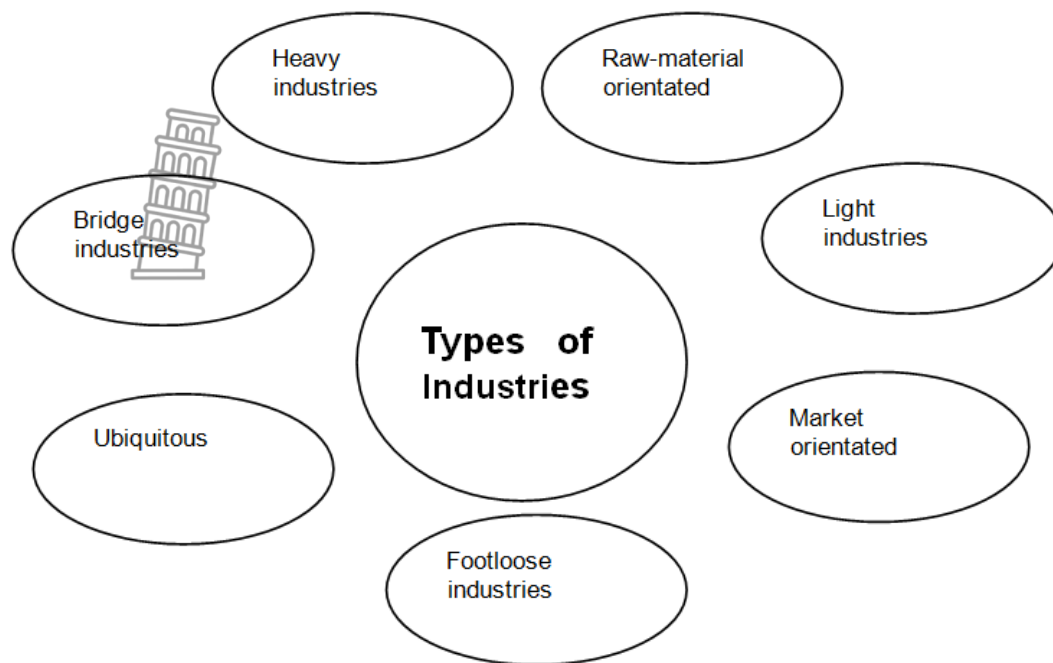 Heavy
industries
Raw-material
orientated
Bridge
industries
Light
industries
Types of
Industries
Ubiquitous
Market
orientated
Footloose
industries